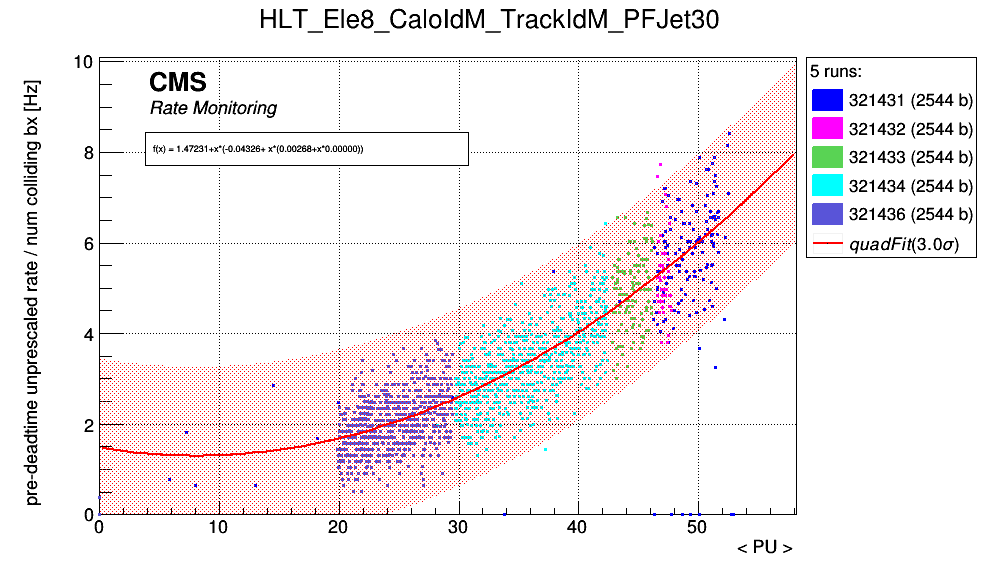 HLT_Ele8_CaloIdM_TrackIdM_PFJet30
pre-deadtime unprescaled rate / num colliding bx [Hz]
10
8
6
4
2
0
CMS
Rate Monitoring
f(x) = 1.47231+x*(-0.04326+ x*(0.00268+x*0.00000))
0 10 20 30 40 50
< PU >
5 runs:
321431 (2544 b)
321432 (2544 b)
321433 (2544 b)
321434 (2544 b)
321436 (2544 b)
quadFit(3.0σ)